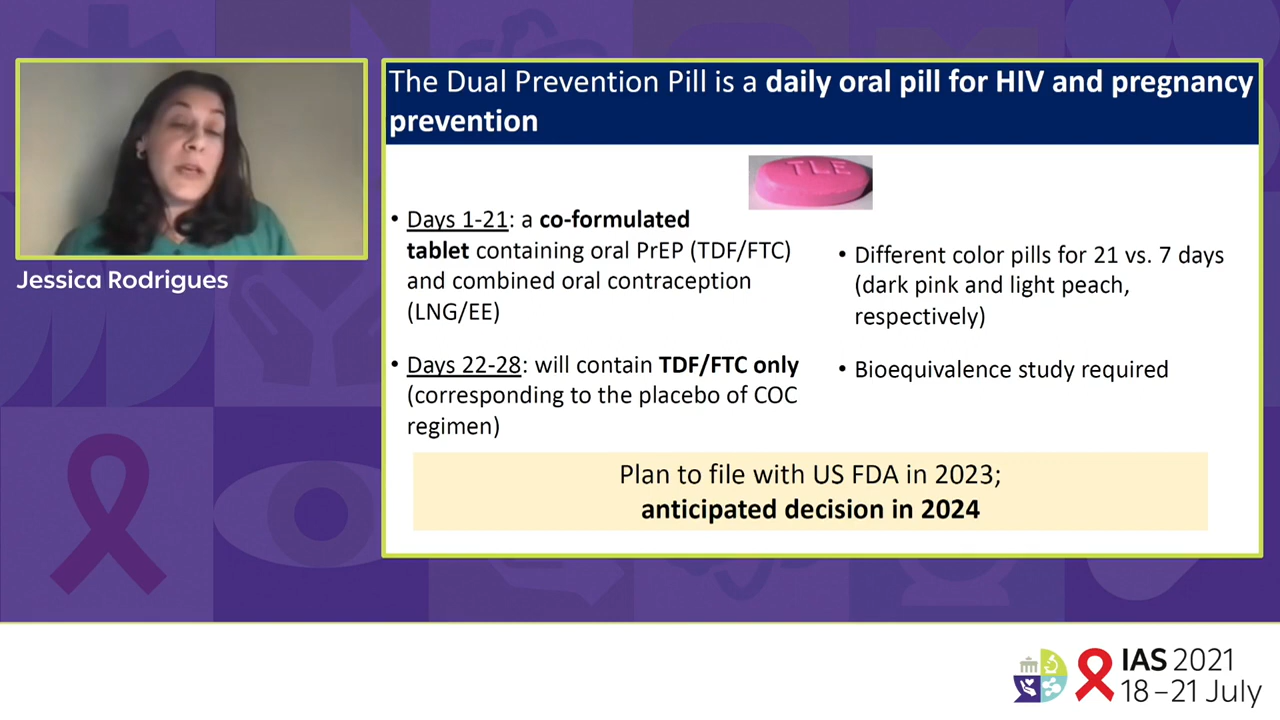 The Dual Prevention Pill is a daily oral pill for HIV and pregnancy
prevention
TLE
• Days 1-21: a co-formulated
tablet containing oral PrEP (TDF/FTC)
and combined oral contraception
(LNG/EE)
• Days 22-28: will contain TDF/FTC only
(corresponding to the placebo of COC
regimen)
• Different color pills for 21 vs. 7 days
(dark pink and light peach,
respectively)
• Bioequivalence study required
Plan to file with US FDA in 2023;
anticipated decision in 2024
Jessica Rodrigues
IAS 2021
18 – 21 July